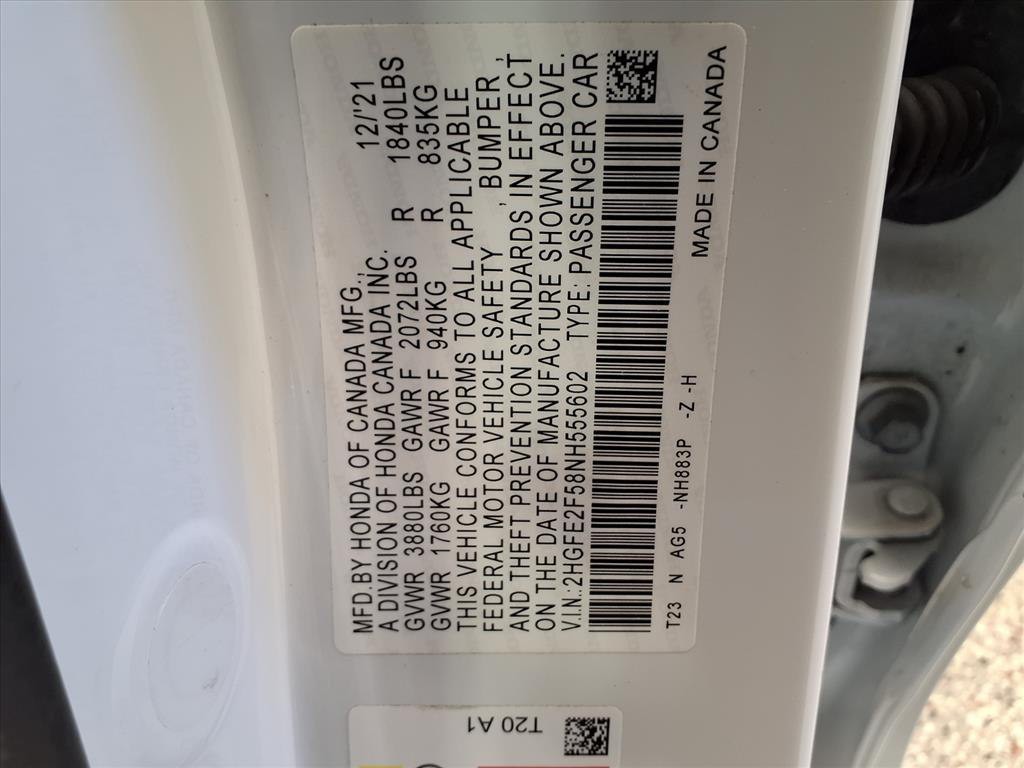 MFD.BY HONDA OF CANADA MFG., 12/'21
A DIVISION OF HONDA CANADA INC.
GVWR 3880LBS GAWR F 2072LBS R 1840LBS
GVWR 1760KG GAWR F 940KG R 835KG
THIS VEHICLE CONFORMS TO ALL APPLICABLE
FEDERAL MOTOR VEHICLE SAFETY , BUMPER ,
AND THEFT PREVENTION STANDARDS IN EFFECT
ON THE DATE OF MANUFACTURE SHOWN ABOVE.
V.I.N.:2HGFE2F58NH555602 TYPE: PASSENGER CAR
T23 N AG5 -NH883P -Z -H
MADE IN CANADA
T20 A1